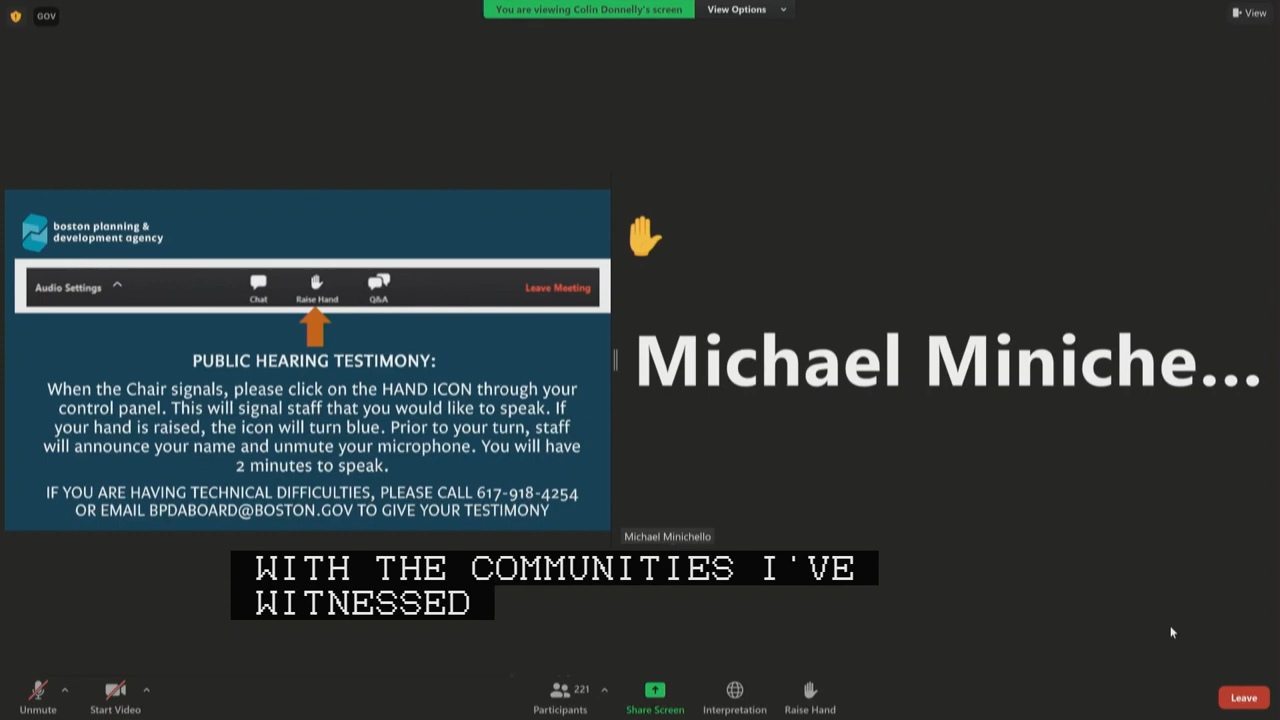 GOV
You are viewing Colin Donnelly's screen
View Options
View
boston planning &
development agency
Audio Settings
Chat
Raise Hand
Q&A
Leave Meeting
PUBLIC HEARING TESTIMONY:
When the Chair signals, please click on the HAND ICON through your
control panel. This will signal staff that you would like to speak. If
your hand is raised, the icon will turn blue. Prior to your turn, staff
will announce your name and unmute your microphone. You will have
2 minutes to speak.
IF YOU ARE HAVING TECHNICAL DIFFICULTIES, PLEASE CALL 617-918-4254
OR EMAIL BPDABOARD@BOSTON.GOV TO GIVE YOUR TESTIMONY
Michael Miniche...
Michael Minichello
WITH THE COMMUNITIES I'VE
WITNESSED
Unmute
Start Video
221
Participants
Share Screen
Interpretation
Raise Hand
Leave